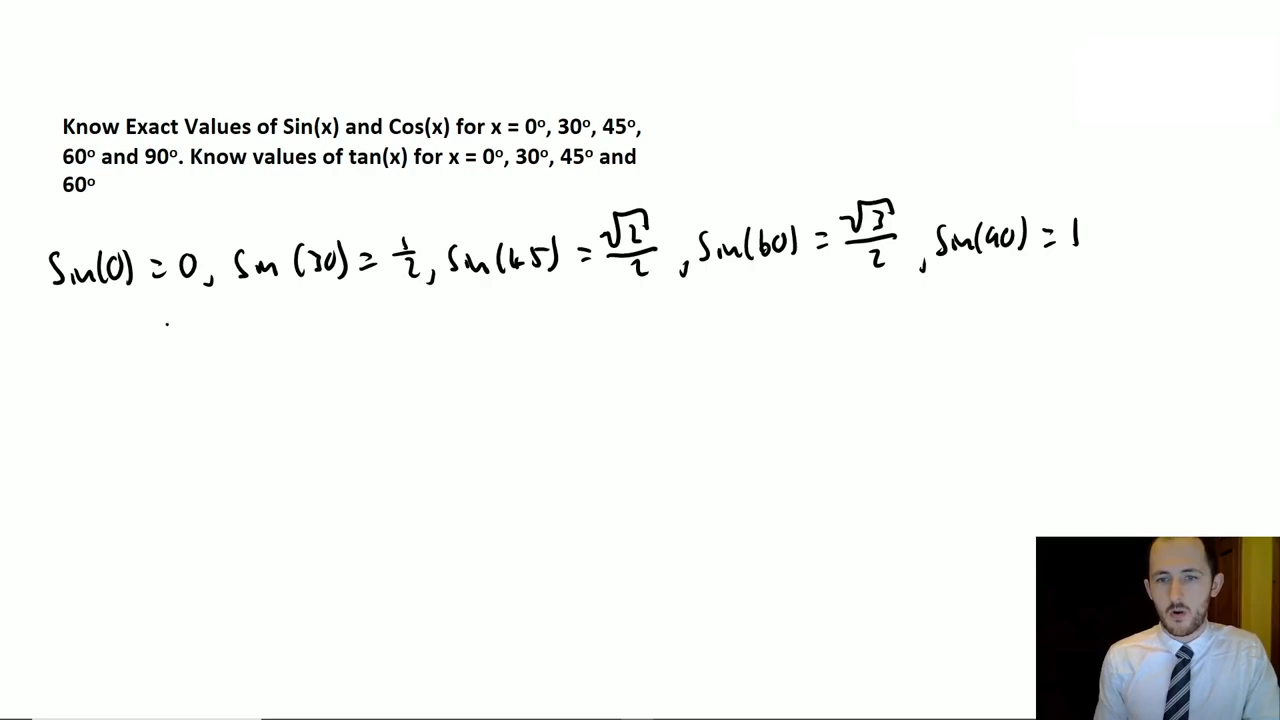 Know Exact Values of Sin(x) and Cos(x) for x = 0º, 30º, 45º,
60º and 90º. Know values of tan(x) for x = 0º, 30º, 45º and
60º
Sin(0) = 0, Sin(30) = 1/2, Sin(45) = √2/2, Sin(60) = √3/2, Sin(90) = 1